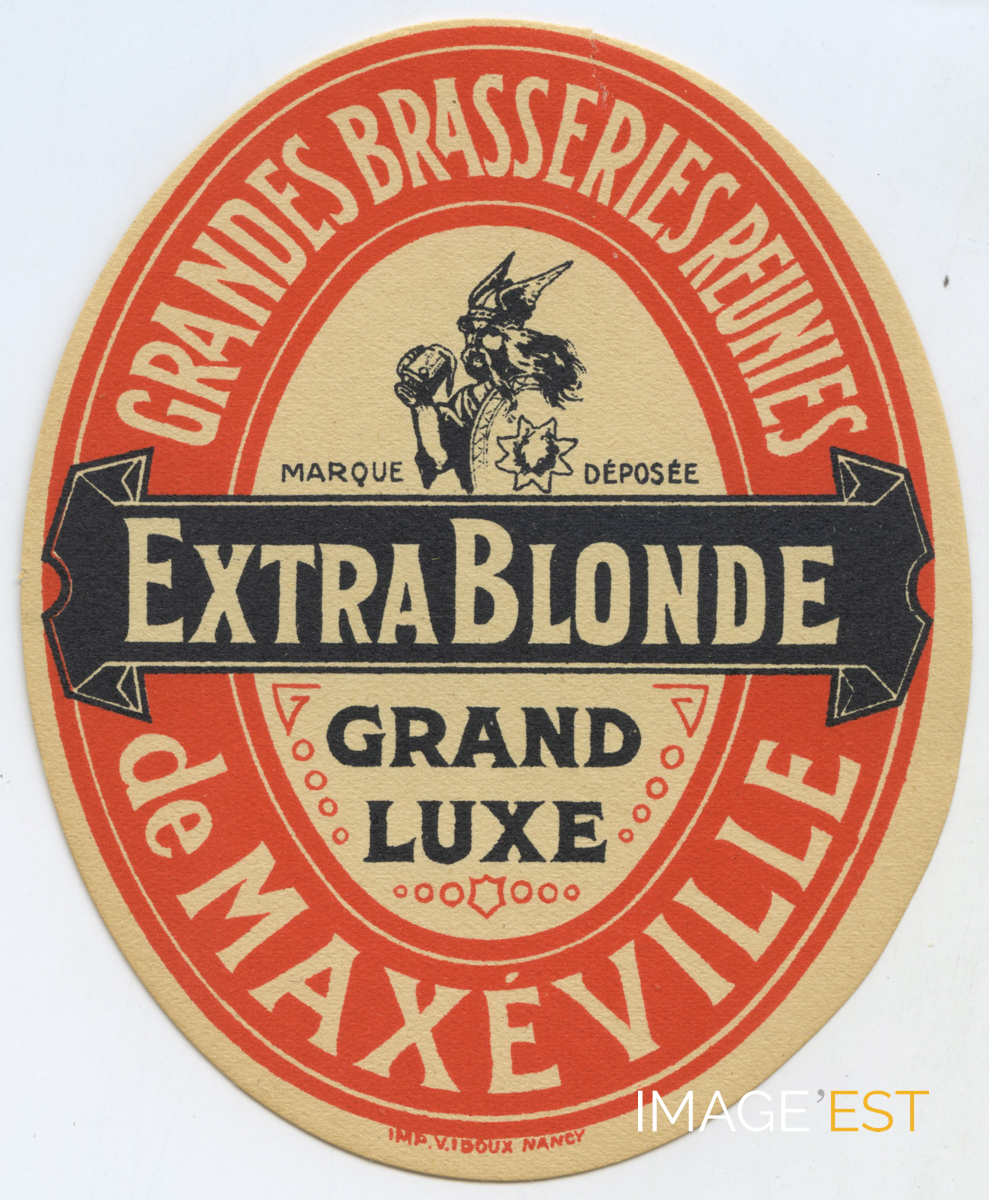 GRANDES BRASSERIES REUNIES
MARQUE DÉPOSÉE
EXTRA BLONDE
GRAND
LUXE
de MAXÉVILLE
IMP. V. IDOUX NANCY
IMAGE'EST